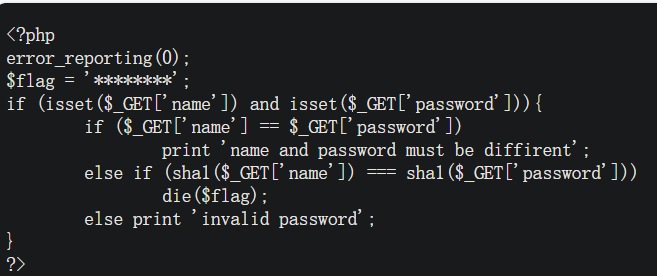 <?php
error_reporting(0);
$flag = '********';
if (isset($_GET['name']) and isset($_GET['password'])){
if ($_GET['name'] == $_GET['password'])
print 'name and password must be diffirent';
else if (sha1($_GET['name']) === sha1($_GET['password']))
die($flag);
else print 'invalid password';
}
?>